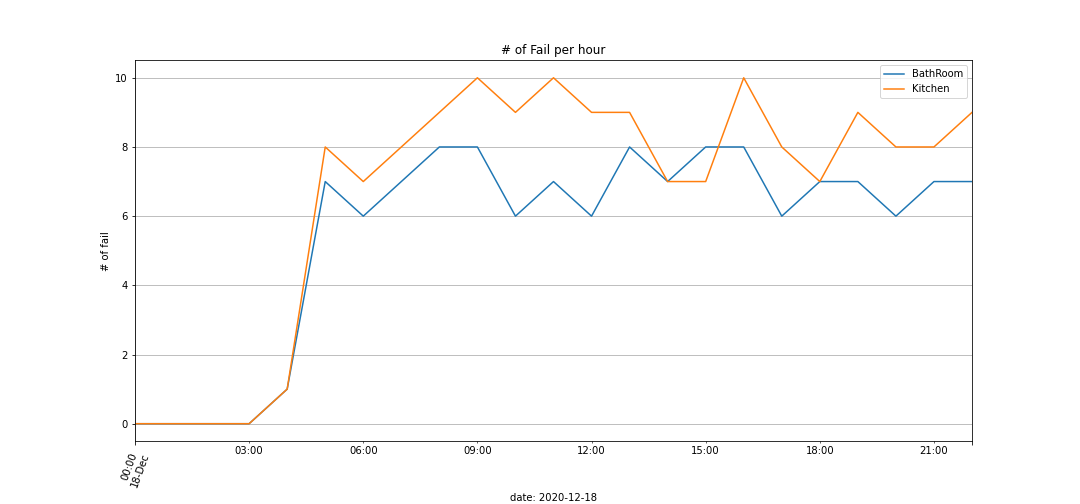 # of Fail per hour
BathRoom
Kitchen
10
8
6
4
2
0
# of fail
00:00
18-Dec
03:00
06:00
09:00
12:00
15:00
18:00
21:00
date: 2020-12-18